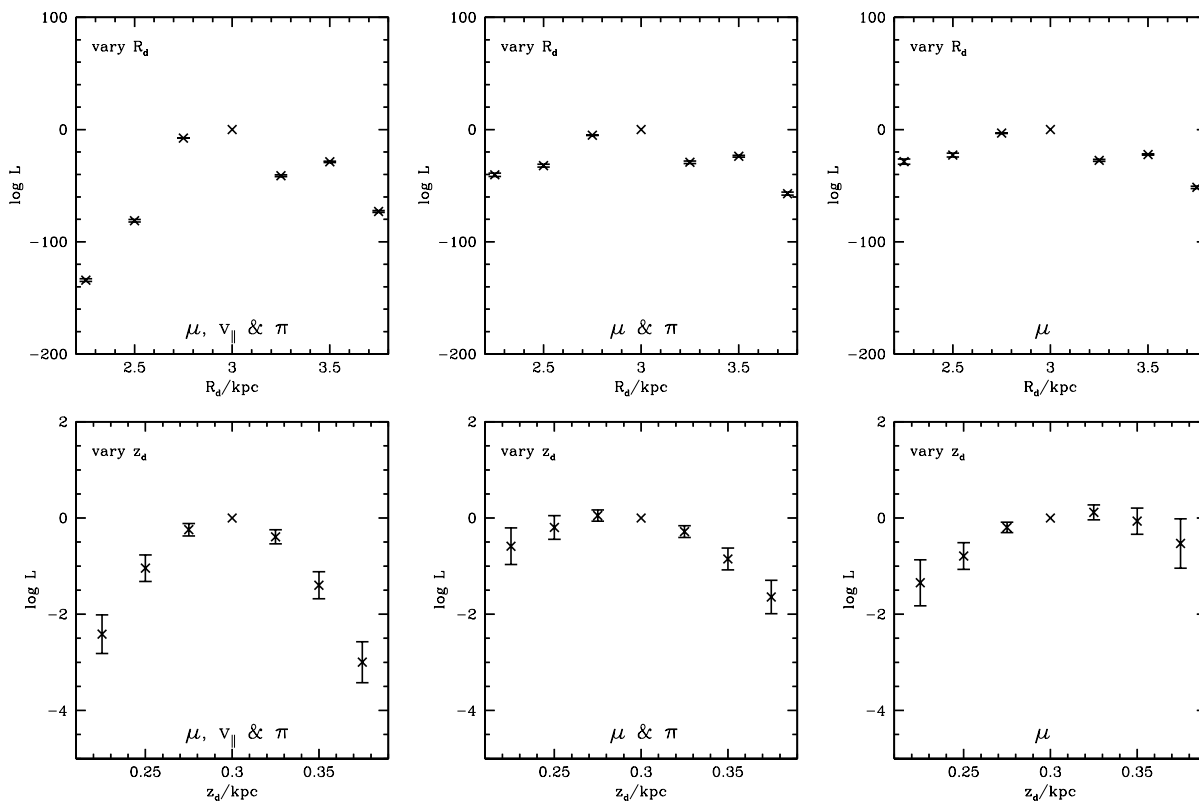 100
0
−100
−200
log L
vary R_d
μ, v_∥ & π
2.5 3 3.5
R_d/kpc
100
0
−100
−200
log L
vary R_d
μ & π
2.5 3 3.5
R_d/kpc
100
0
−100
−200
log L
vary R_d
μ
2.5 3 3.5
R_d/kpc
2
0
−2
−4
log L
vary z_d
μ, v_∥ & π
0.25 0.3 0.35
z_d/kpc
2
0
−2
−4
log L
vary z_d
μ & π
0.25 0.3 0.35
z_d/kpc
2
0
−2
−4
log L
vary z_d
μ
0.25 0.3 0.35
z_d/kpc